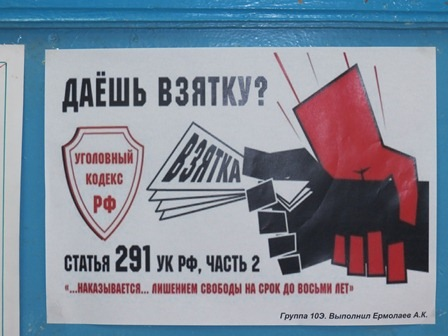 ДАЁШЬ ВЗЯТКУ?
УГОЛОВНЫЙ
КОДЕКС
РФ
ВЗЯТКА
СТАТЬЯ 291 УК РФ, ЧАСТЬ 2
«...НАКАЗЫВАЕТСЯ... ЛИШЕНИЕМ СВОБОДЫ НА СРОК ДО ВОСЬМИ ЛЕТ»
Группа 10Э. Выполнил Ермолаев А.К.